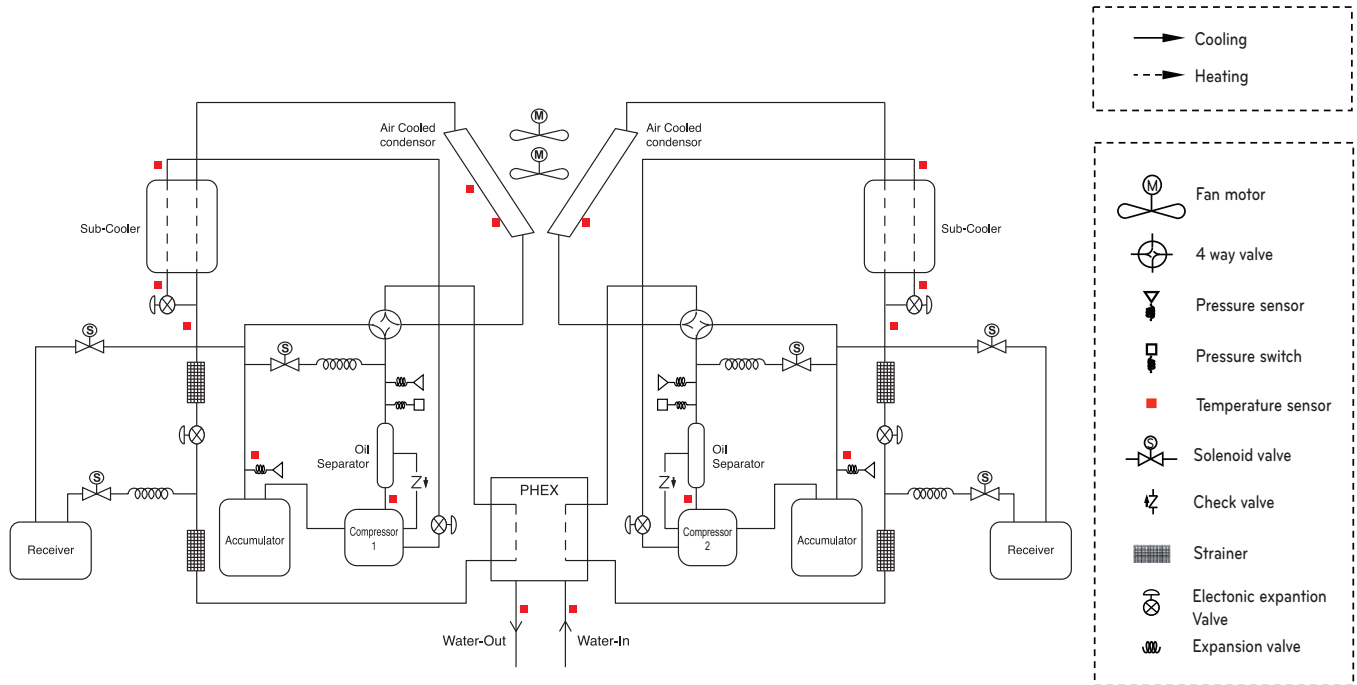 Cooling
Heating
Air Cooled
condensor
M
M
Air Cooled
condensor
Sub-Cooler
Sub-Cooler
S
S
S
S
S
S
Oil
Separator
Z
Oil
Separator
Z
PHEX
Receiver
Accumulator
Compressor
1
Compressor
2
Accumulator
Receiver
Water-Out
Water-In
M
Fan motor
4 way valve
Pressure sensor
Pressure switch
Temperature sensor
S
Solenoid valve
Z
Check valve
Strainer
Electonic expantion
Valve
Expansion valve